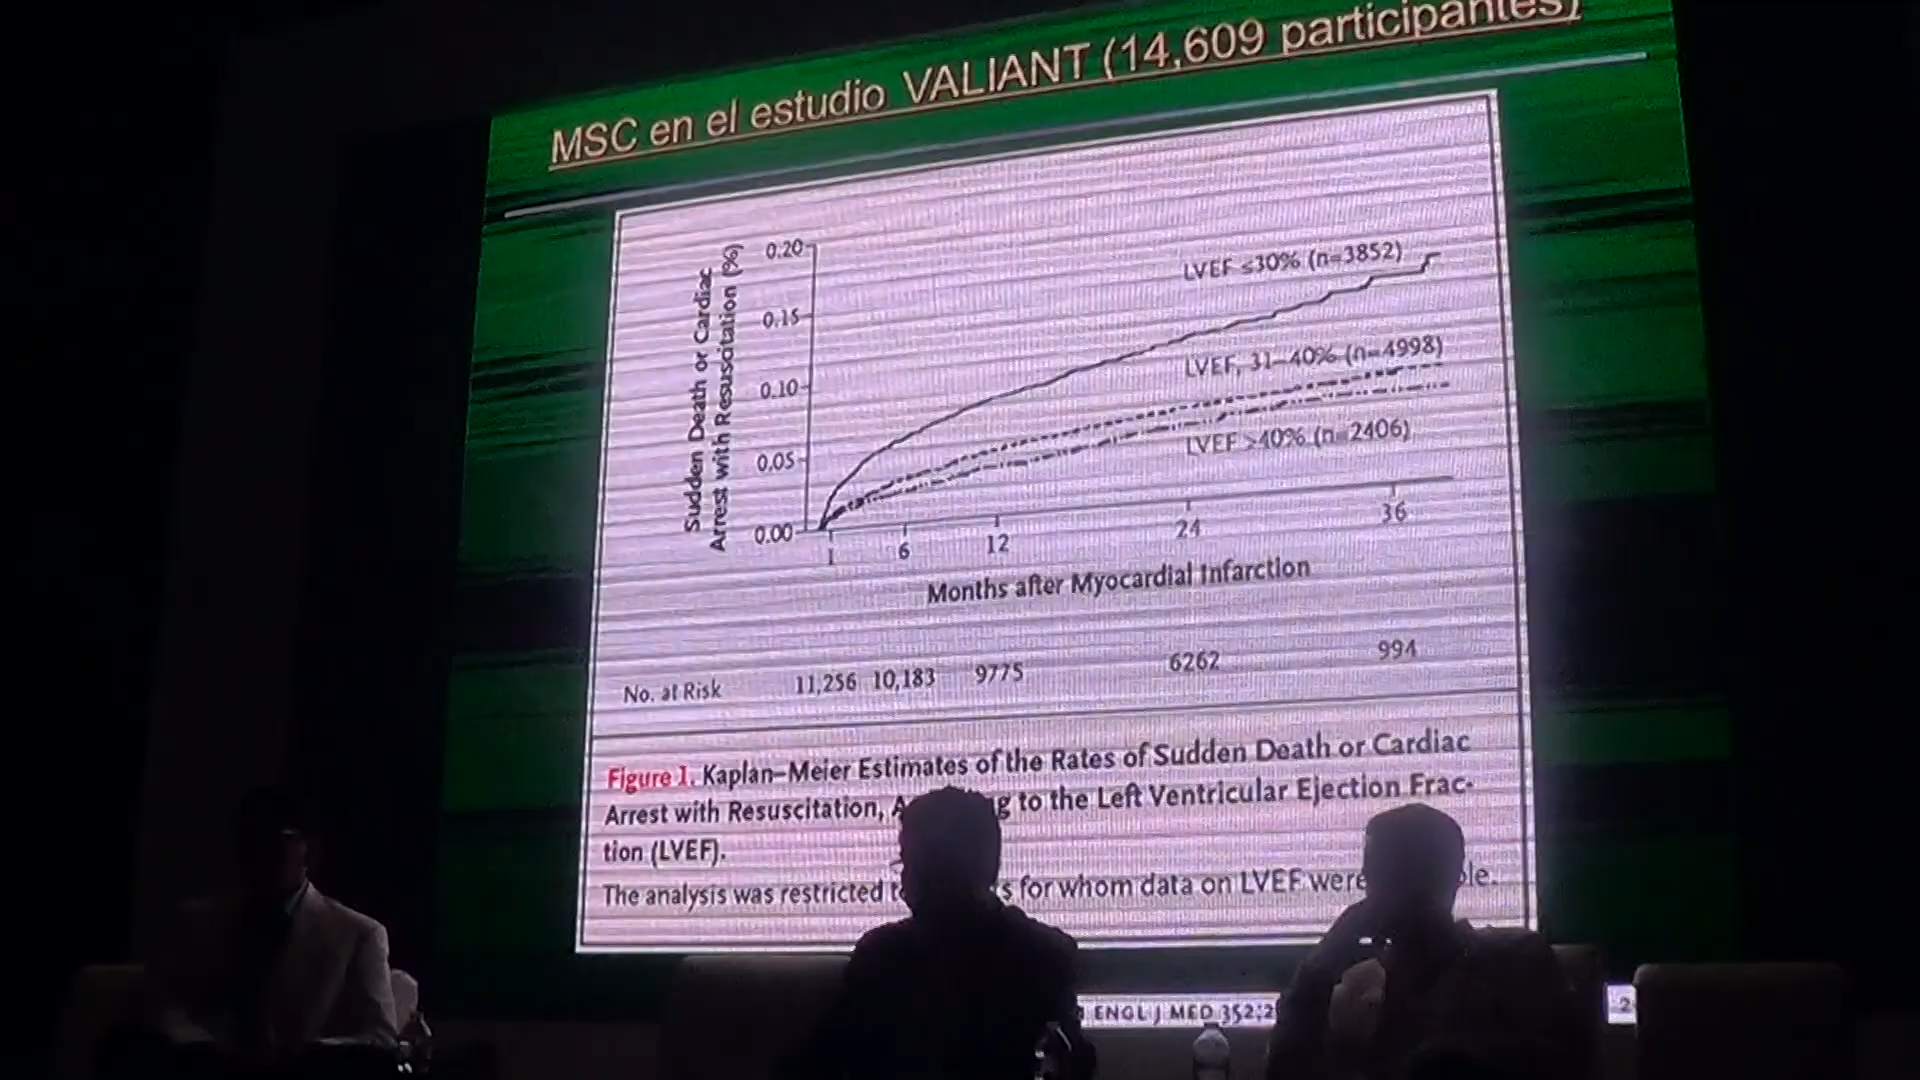 MSC en el estudio VALIANT (14,609 participantes)
Sudden Death or Cardiac
Arrest with Resuscitation (%)
0.20
0.15
0.10
0.05
0.00
LVEF ≤30% (n=3852)
LVEF, 31–40% (n=4998)
LVEF >40% (n=2406)
1 6 12 24 36
Months after Myocardial Infarction
No. at Risk 11,256 10,183 9775 6262 994
Figure 1. Kaplan–Meier Estimates of the Rates of Sudden Death or Cardiac
Arrest with Resuscitation, to the Left Ventricular Ejection Frac-
tion (LVEF).
The analysis was restricted for whom data on LVEF were
ENGL J MED 352;2